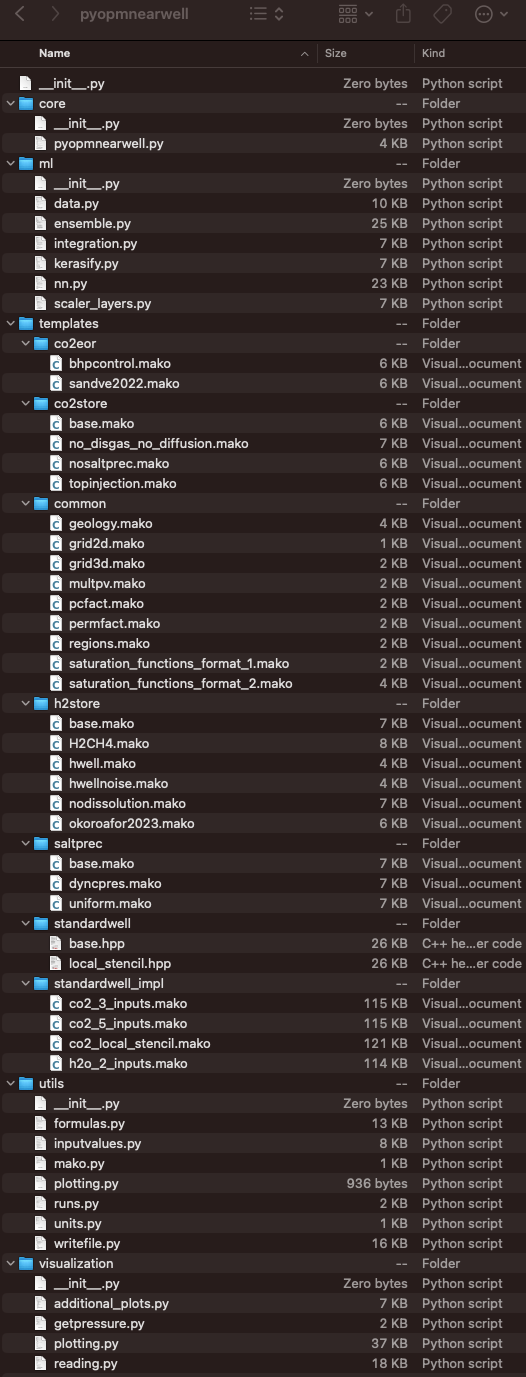 pyopmnearwell
Name Size Kind
__init__.py Zero bytes Python script
core -- Folder
__init__.py Zero bytes Python script
pyopmnearwell.py 4 KB Python script
ml -- Folder
__init__.py Zero bytes Python script
data.py 10 KB Python script
ensemble.py 25 KB Python script
integration.py 7 KB Python script
kerasify.py 7 KB Python script
nn.py 23 KB Python script
scaler_layers.py 7 KB Python script
templates -- Folder
co2eor -- Folder
bhpcontrol.mako 6 KB Visual...ocument
sandve2022.mako 6 KB Visual...ocument
co2store -- Folder
base.mako 6 KB Visual...ocument
no_disgas_no_diffusion.mako 7 KB Visual...ocument
nosaltprec.mako 6 KB Visual...ocument
topinjection.mako 6 KB Visual...ocument
common -- Folder
geology.mako 4 KB Visual...ocument
grid2d.mako 1 KB Visual...ocument
grid3d.mako 2 KB Visual...ocument
multpv.mako 2 KB Visual...ocument
pcfact.mako 2 KB Visual...ocument
permfact.mako 2 KB Visual...ocument
regions.mako 2 KB Visual...ocument
saturation_functions_format_1.mako 2 KB Visual...ocument
saturation_functions_format_2.mako 4 KB Visual...ocument
h2store -- Folder
base.mako 7 KB Visual...ocument
H2CH4.mako 8 KB Visual...ocument
hwell.mako 4 KB Visual...ocument
hwellnoise.mako 4 KB Visual...ocument
nodissolution.mako 7 KB Visual...ocument
okoroafor2023.mako 6 KB Visual...ocument
saltprec -- Folder
base.mako 7 KB Visual...ocument
dyncpres.mako 7 KB Visual...ocument
uniform.mako 7 KB Visual...ocument
standardwell -- Folder
base.hpp 26 KB C++ he...er code
local_stencil.hpp 26 KB C++ he...er code
standardwell_impl -- Folder
co2_3_inputs.mako 115 KB Visual...ocument
co2_5_inputs.mako 115 KB Visual...ocument
co2_local_stencil.mako 121 KB Visual...ocument
h2o_2_inputs.mako 114 KB Visual...ocument
utils -- Folder
__init__.py Zero bytes Python script
formulas.py 13 KB Python script
inputvalues.py 8 KB Python script
mako.py 1 KB Python script
plotting.py 936 bytes Python script
runs.py 2 KB Python script
units.py 1 KB Python script
writefile.py 16 KB Python script
visualization -- Folder
__init__.py Zero bytes Python script
additional_plots.py 7 KB Python script
getpressure.py 2 KB Python script
plotting.py 37 KB Python script
reading.py 18 KB Python script